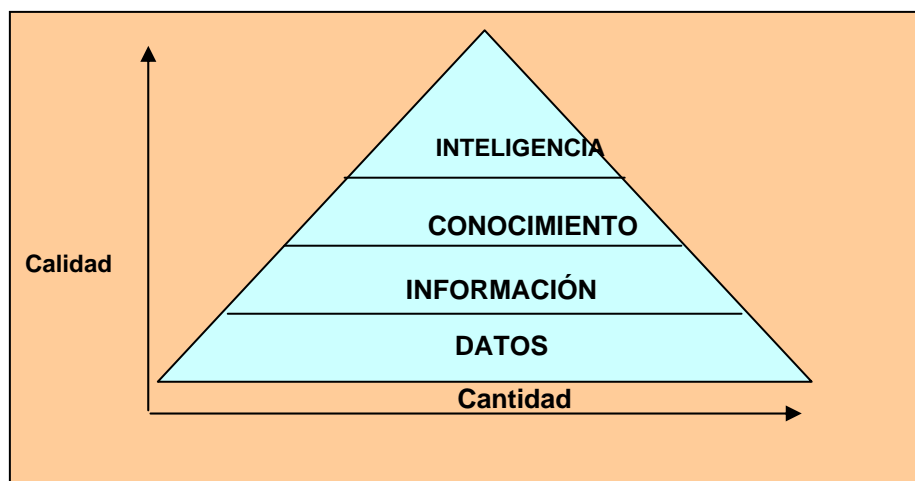 INTELIGENCIA
CONOCIMIENTO
Calidad
INFORMACIÓN
DATOS
Cantidad